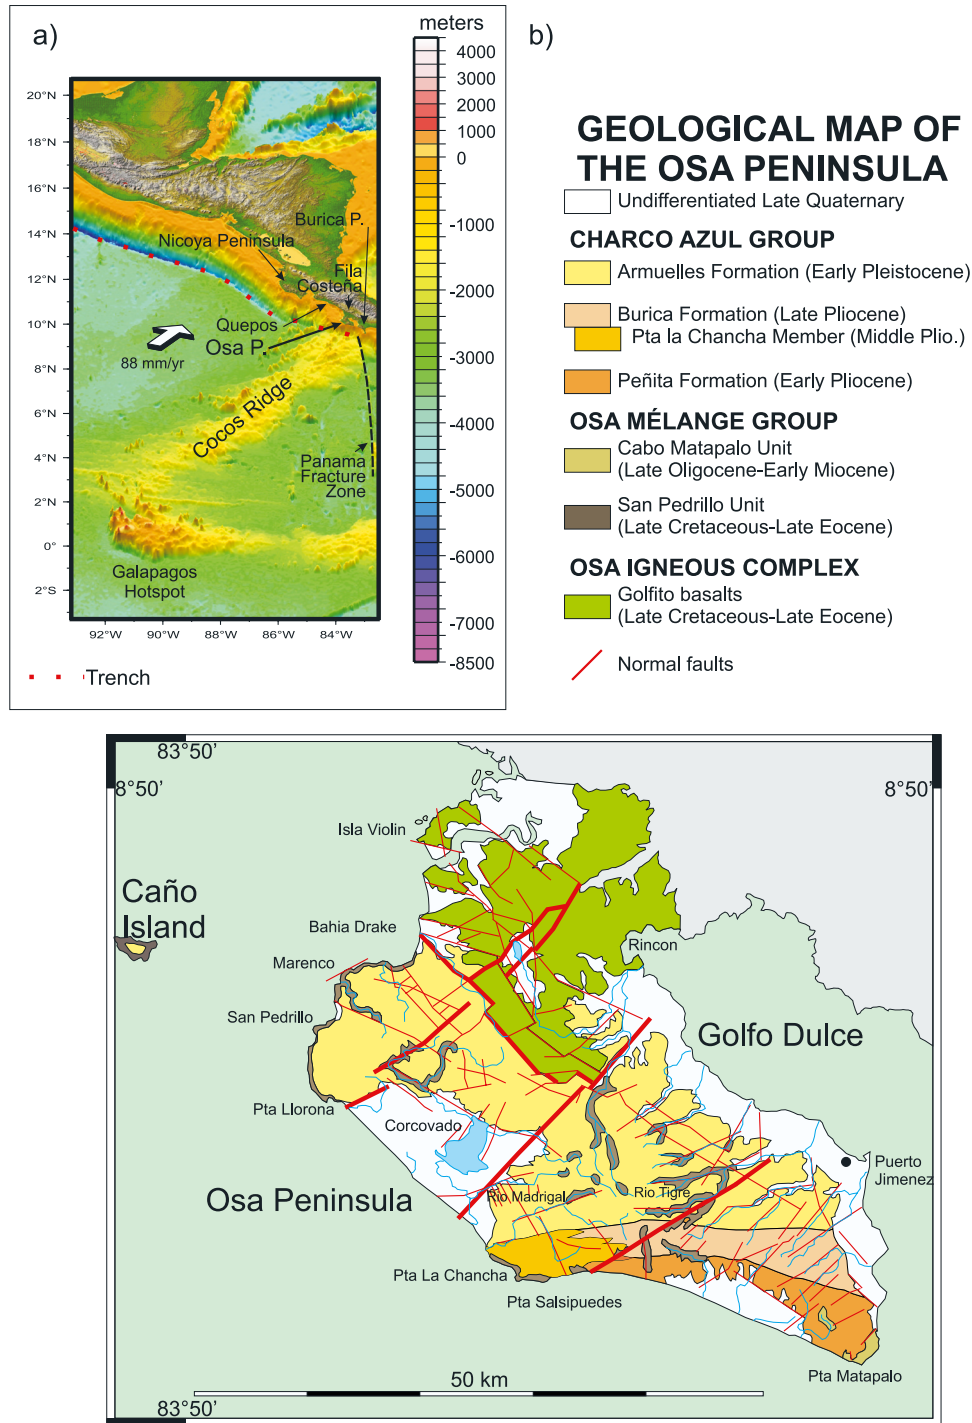 a)
meters
4000
3000
2000
1000
0
-1000
-2000
-3000
-4000
-5000
-6000
-7000
-8500
20°N
18°N
16°N
14°N
12°N
10°N
8°N
6°N
4°N
2°N
0°
2°S
92°W
90°W
88°W
86°W
84°W
Burica P.
Nicoya Peninsula
Fila
Costeña
Quepos
Osa P.
88 mm/yr
Cocos Ridge
Panama
Fracture
Zone
Galapagos
Hotspot
Trench
b)
GEOLOGICAL MAP OF
THE OSA PENINSULA
Undifferentiated Late Quaternary
CHARCO AZUL GROUP
Armuelles Formation (Early Pleistocene)
Burica Formation (Late Pliocene)
Pta la Chancha Member (Middle Plio.)
Peñita Formation (Early Pliocene)
OSA MÉLANGE GROUP
Cabo Matapalo Unit
(Late Oligocene-Early Miocene)
San Pedrillo Unit
(Late Cretaceous-Late Eocene)
OSA IGNEOUS COMPLEX
Golfito basalts
(Late Cretaceous-Late Eocene)
Normal faults
83°50'
8°50'
8°50'
Isla Violin
Caño
Island
Bahia Drake
Rincon
Marenco
San Pedrillo
Golfo Dulce
Pta Llorona
Corcovado
Puerto
Jimenez
Osa Peninsula
Rio Madrigal
Rio Tigre
Pta La Chancha
Pta Salsipuedes
Pta Matapalo
50 km
83°50'